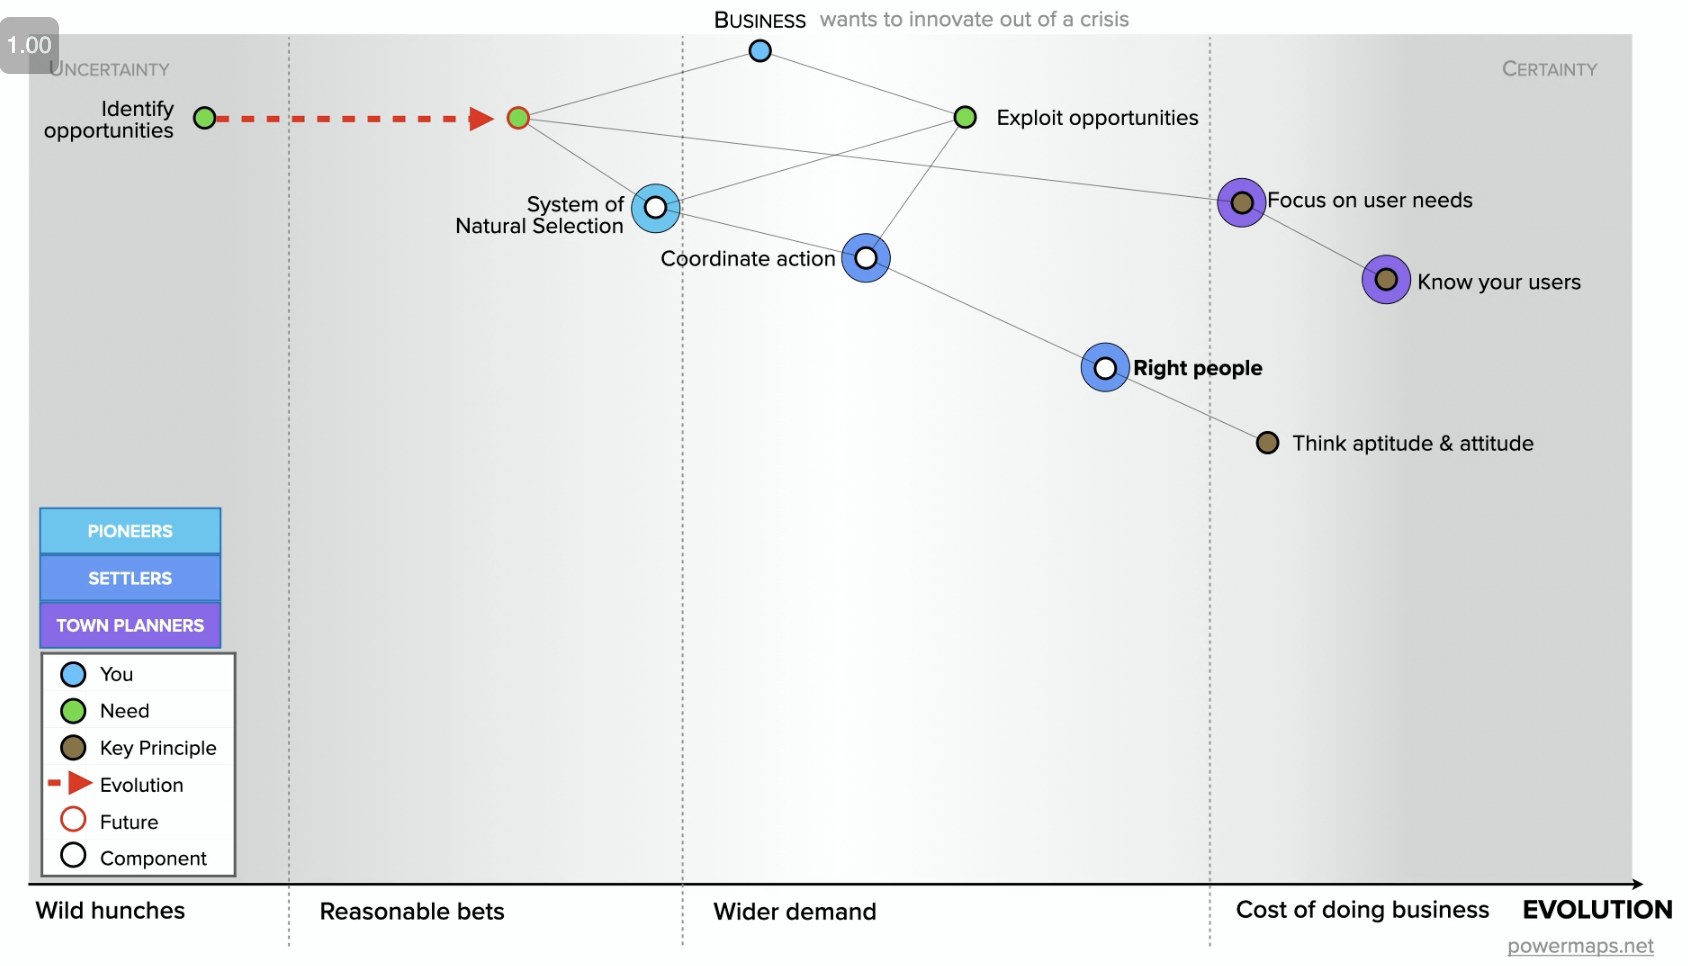 BUSINESS wants to innovate out of a crisis
1.00
UNCERTAINTY
CERTAINTY
Identify
opportunities
Exploit opportunities
System of
Natural Selection
Focus on user needs
Coordinate action
Know your users
Right people
Think aptitude & attitude
PIONEERS
SETTLERS
TOWN PLANNERS
You
Need
Key Principle
Evolution
Future
Component
Wild hunches
Reasonable bets
Wider demand
Cost of doing business
EVOLUTION
powermaps.net